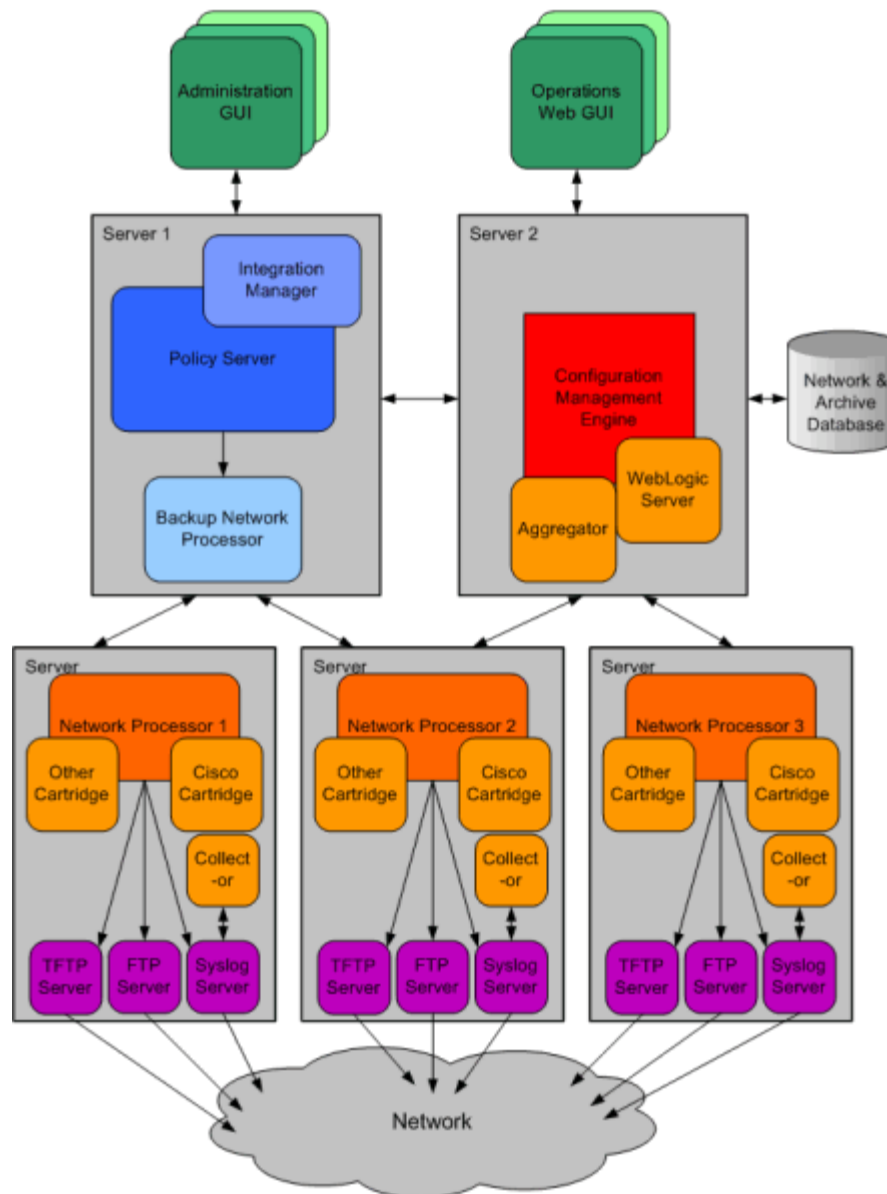 Administration
GUI
Operations
Web GUI
Server 1
Integration
Manager
Policy Server
Backup Network
Processor
Server 2
Configuration
Management
Engine
WebLogic
Server
Aggregator
Network &
Archive
Database
Server
Network Processor 1
Other
Cartridge
Cisco
Cartridge
Collect
-or
TFTP
Server
FTP
Server
Syslog
Server
Server
Network Processor 2
Other
Cartridge
Cisco
Cartridge
Collect
-or
TFTP
Server
FTP
Server
Syslog
Server
Server
Network Processor 3
Other
Cartridge
Cisco
Cartridge
Collect
-or
TFTP
Server
FTP
Server
Syslog
Server
Network